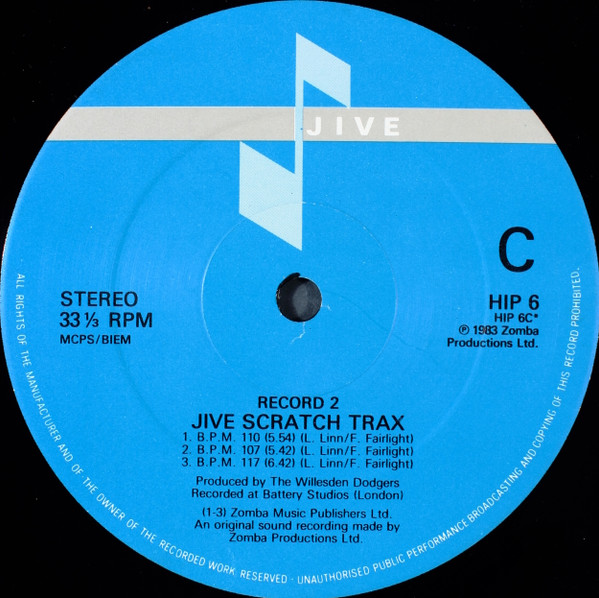 JIVE
C
STEREO
33 ⅓ RPM
MCPS/BIEM
HIP 6
HIP 6C*
℗ 1983 Zomba
Productions Ltd.
RECORD 2
JIVE SCRATCH TRAX
1. B.P.M. 110 (5.54) (L. Linn/F. Fairlight)
2. B.P.M. 107 (5.42) (L. Linn/F. Fairlight)
3. B.P.M. 117 (6.42) (L. Linn/F. Fairlight)
Produced by The Willesden Dodgers
Recorded at Battery Studios (London)
(1-3) Zomba Music Publishers Ltd.
An original sound recording made by
Zomba Productions Ltd.
· ALL RIGHTS OF THE MANUFACTURER AND OF THE OWNER OF THE RECORDED WORK RESERVED · UNAUTHORISED PUBLIC PERFORMANCE BROADCASTING AND COPYING OF THIS RECORD PROHIBITED.